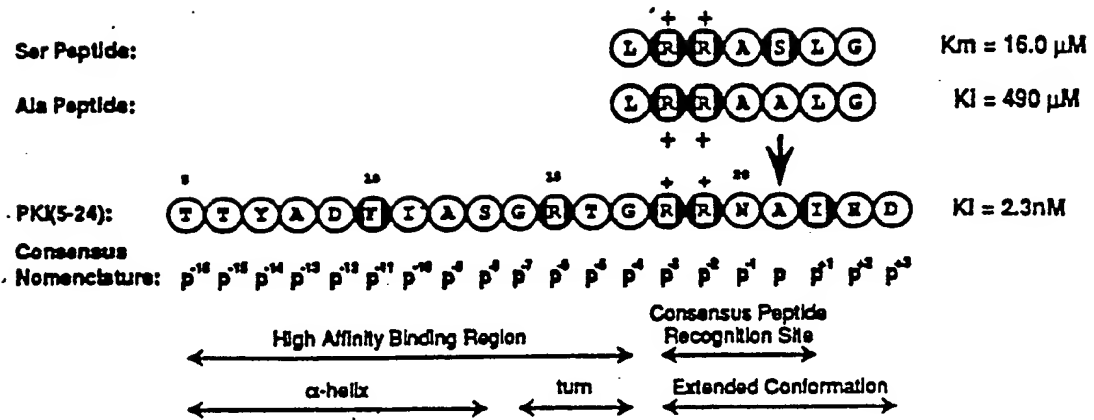 + +
Ser Peptide: L R R A S L G Km = 16.0 µM
Ala Peptide: L R R A A L G KI = 490 µM
+ +
5 10 15 + + 20
PKI(5-24): T T Y A D F I A S G R T G R R N A I H D KI = 2.3nM
Consensus
Nomenclature: p-16 p-15 p-14 p-13 p-12 p-11 p-10 p-9 p-8 p-7 p-6 p-5 p-4 p-3 p-2 p-1 p p+1 p+2 p+3
Consensus Peptide
High Affinity Binding Region Recognition Site
α-helix turn Extended Conformation